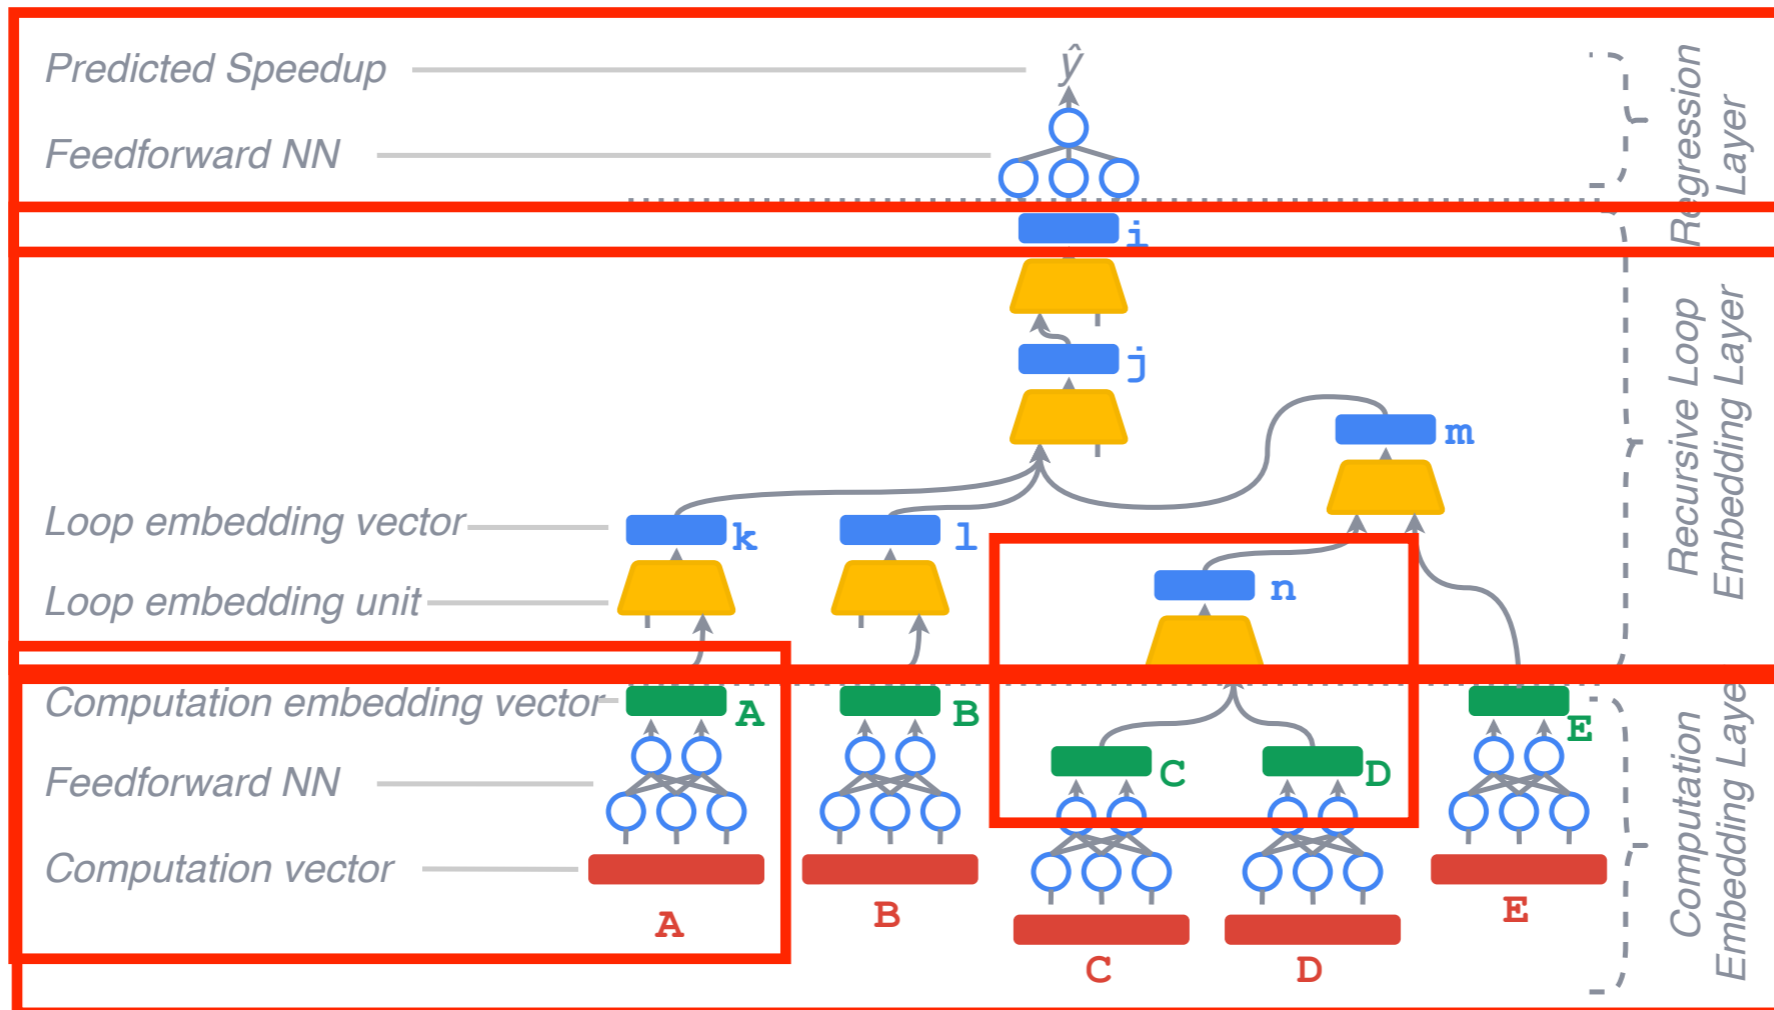 Predicted Speedup
ŷ
Feedforward NN
Regression
Layer
i
j
m
Recursive Loop
Embedding Layer
Loop embedding vector
k
l
n
Loop embedding unit
Computation embedding vector
A
B
C
D
E
Feedforward NN
Computation vector
A
B
C
D
E
Computation
Embedding Laye